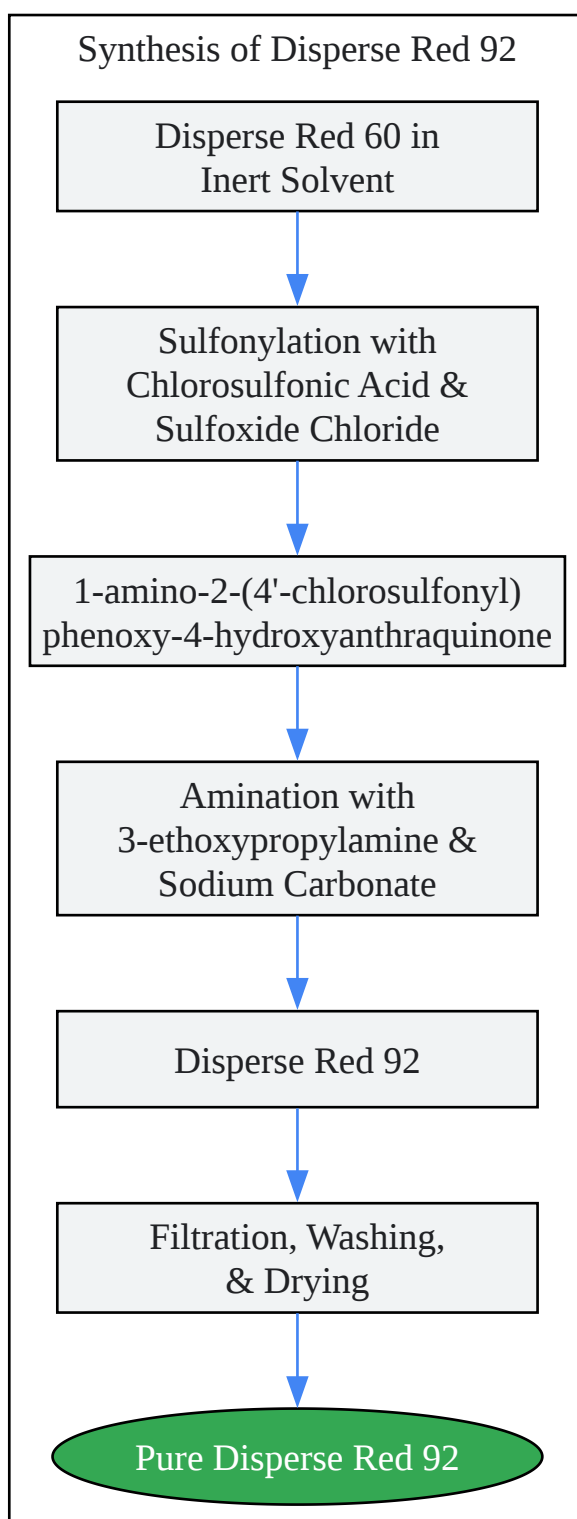 Synthesis of Disperse Red 92
Disperse Red 60 in
Inert Solvent
Sulfonylation with
Chlorosulfonic Acid &
Sulfoxide Chloride
1-amino-2-(4'-chlorosulfonyl)
phenoxy-4-hydroxyanthraquinone
Amination with
3-ethoxypropylamine &
Sodium Carbonate
Disperse Red 92
Filtration, Washing,
& Drying
Pure Disperse Red 92